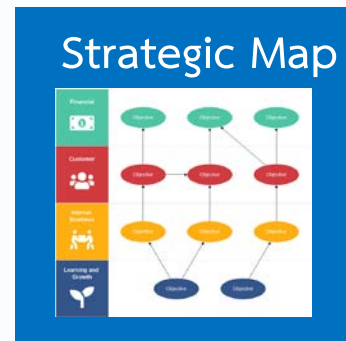 Strategic Map
Financial
Objective Objective Objective
Customer
Objective Objective Objective
Internal
Business
Objective Objective Objective
Learning and
Growth
Objective Objective